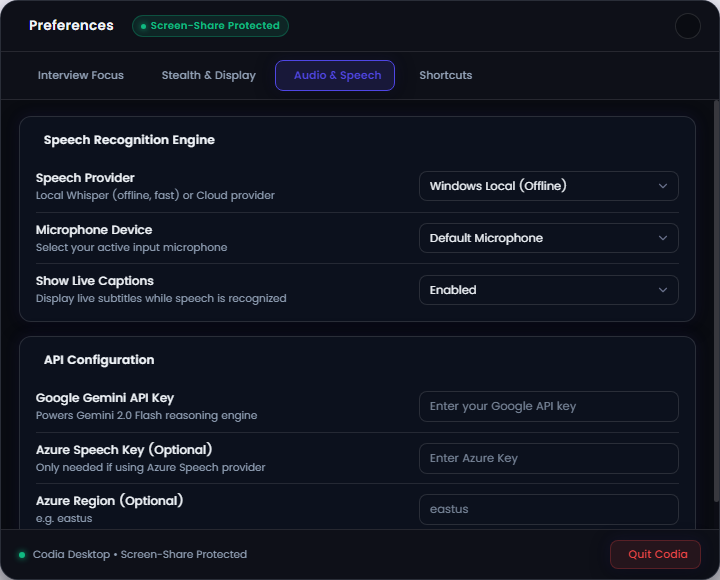 Preferences
Screen-Share Protected
Interview Focus
Stealth & Display
Audio & Speech
Shortcuts
Speech Recognition Engine
Speech Provider
Local Whisper (offline, fast) or Cloud provider
Windows Local (Offline)
Microphone Device
Select your active input microphone
Default Microphone
Show Live Captions
Display live subtitles while speech is recognized
Enabled
API Configuration
Google Gemini API Key
Powers Gemini 2.0 Flash reasoning engine
Enter your Google API key
Azure Speech Key (Optional)
Only needed if using Azure Speech provider
Enter Azure Key
Azure Region (Optional)
e.g. eastus
eastus
Codia Desktop • Screen-Share Protected
Quit Codia